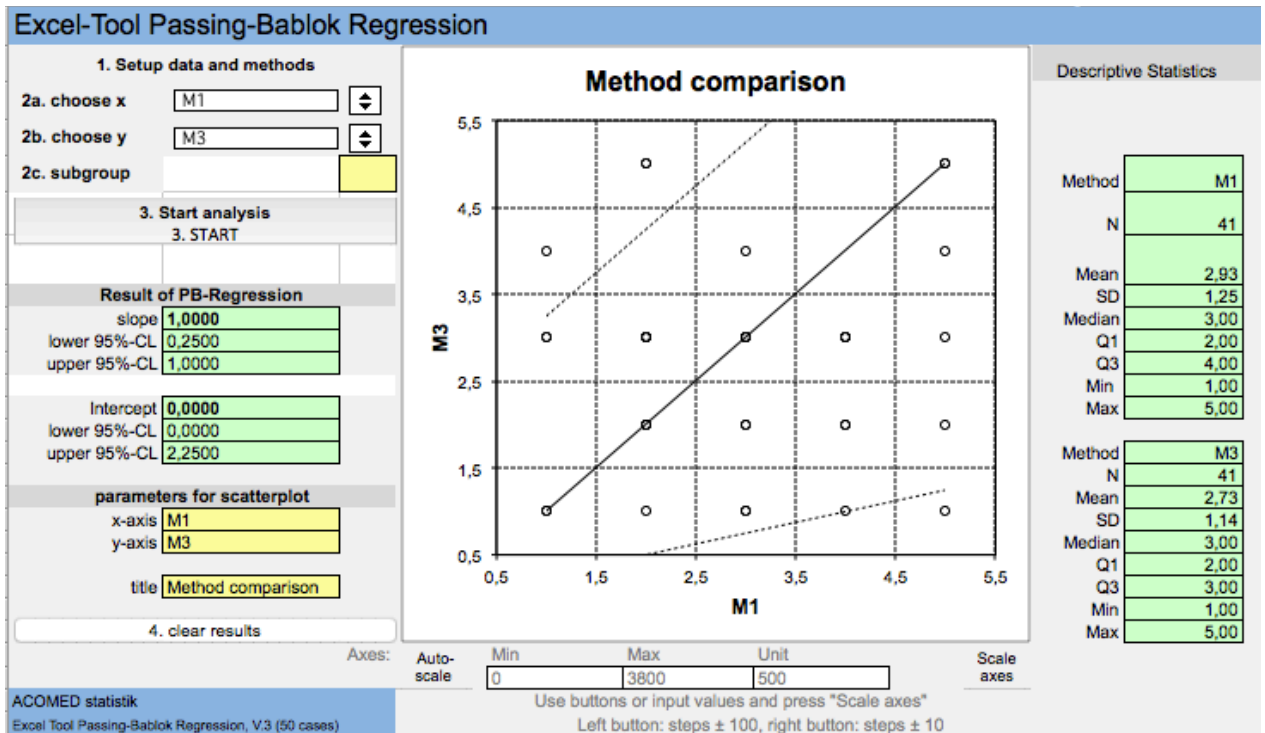 Excel-Tool Passing-Bablok Regression
1. Setup data and methods
2a. choose x M1
2b. choose y M3
2c. subgroup
3. Start analysis
3. START
Result of PB-Regression
slope 1,0000
lower 95%-CL 0,2500
upper 95%-CL 1,0000
Intercept 0,0000
lower 95%-CL 0,0000
upper 95%-CL 2,2500
parameters for scatterplot
x-axis M1
y-axis M3
title Method comparison
4. clear results
Method comparison
5,5
4,5
3,5
2,5
1,5
0,5
M3
0,5 1,5 2,5 3,5 4,5 5,5
M1
Descriptive Statistics
Method M1
N 41
Mean 2,93
SD 1,25
Median 3,00
Q1 2,00
Q3 4,00
Min 1,00
Max 5,00
Method M3
N 41
Mean 2,73
SD 1,14
Median 3,00
Q1 2,00
Q3 3,00
Min 1,00
Max 5,00
Axes: Auto-scale Min Max Unit Scale axes
0 3800 500
Use buttons or input values and press "Scale axes"
Left button: steps ± 100, right button: steps ± 10
ACOMED statistik
Excel Tool Passing-Bablok Regression, V.3 (50 cases)